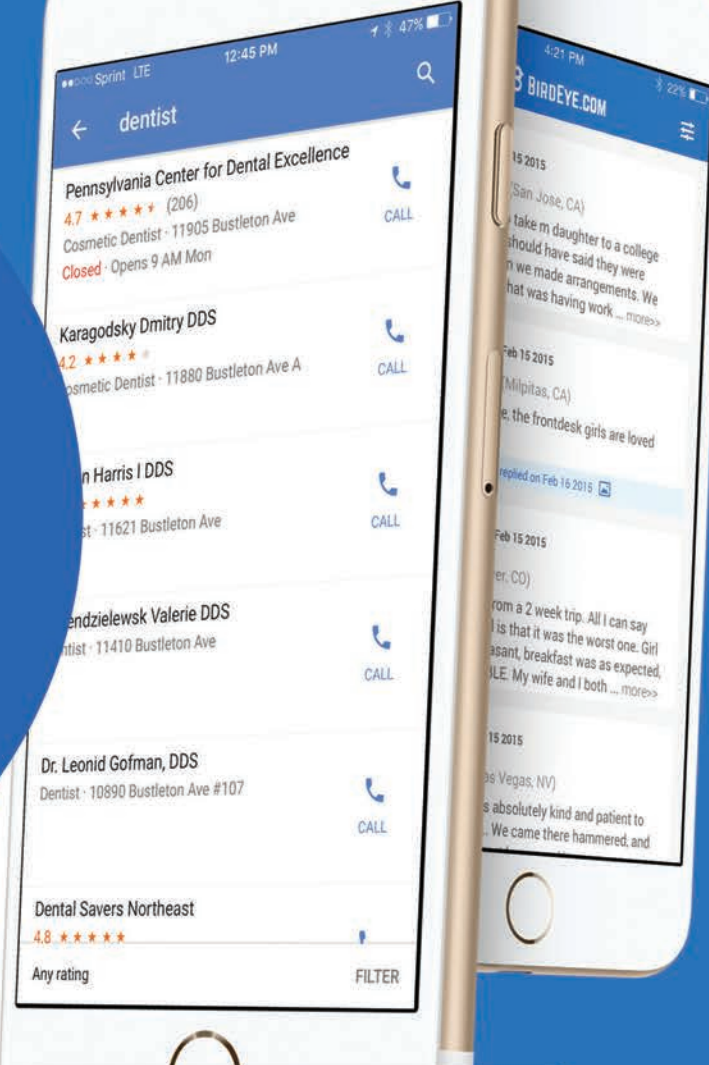 Sprint LTE 12:45 PM 47%
dentist
Pennsylvania Center for Dental Excellence
4.7 (206)
Cosmetic Dentist · 11905 Bustleton Ave
Closed · Opens 9 AM Mon
CALL
Karagodsky Dmitry DDS
4.2
osmetic Dentist · 11880 Bustleton Ave A
CALL
n Harris I DDS
st · 11621 Bustleton Ave
CALL
endzielewsk Valerie DDS
ntist · 11410 Bustleton Ave
CALL
Dr. Leonid Gofman, DDS
Dentist · 10890 Bustleton Ave #107
CALL
Dental Savers Northeast
4.8
Any rating FILTER
4:21 PM 22%
BIRDEYE.COM
15 2015
(San Jose, CA)
take m daughter to a college
should have said they were
n we made arrangements. We
hat was having work ... more>>
Feb 15 2015
(Milpitas, CA)
e, the frontdesk girls are loved
replied on Feb 16 2015
Feb 15 2015
er, CO)
rom a 2 week trip. All I can say
l is that it was the worst one. Girl
asant, breakfast was as expected,
BLE. My wife and I both ... more>>
15 2015
as Vegas, NV)
s absolutely kind and patient to
. We came there hammered, and